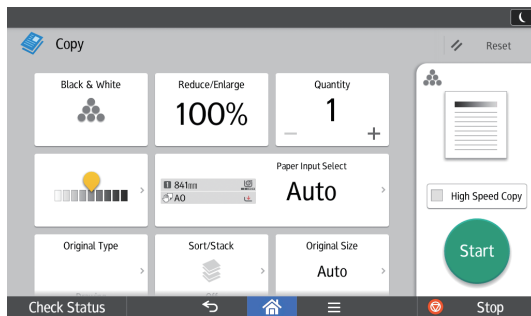 Copy
Reset
Black & White
Reduce/Enlarge
100%
Quantity
1
High Speed Copy
Paper Input Select
1 841mm
A0
Auto
Original Type
Sort/Stack
Original Size
Auto
Start
Check Status
Stop